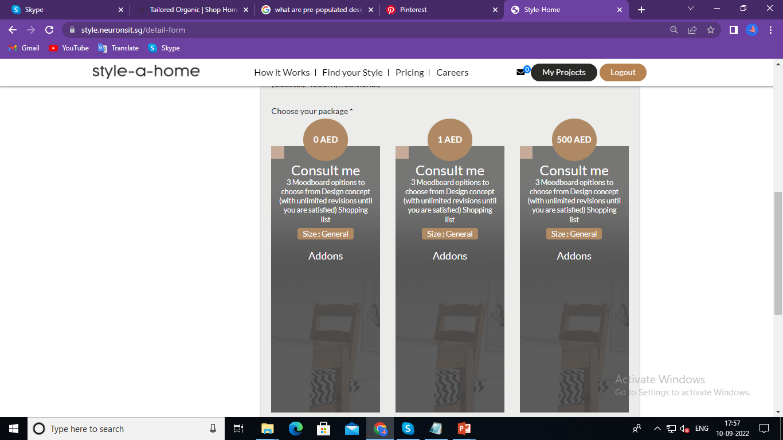 Skype
Tailored Organic | Shop Hom
what are pre-populated desi
Pinterest
Style-Home
style.neuronsit.sg/detail-form
Gmail
YouTube
Translate
Skype
style-a-home
How it Works | Find your Style | Pricing | Careers
0
My Projects
Logout
Choose your package *
0 AED
Consult me
3 Moodboard opitions to
choose from Design concept
(with unlimited revisions until
you are satisfied) Shopping
list
Size : General
Addons
1 AED
Consult me
3 Moodboard opitions to
choose from Design concept
(with unlimited revisions until
you are satisfied) Shopping
list
Size : General
Addons
500 AED
Consult me
3 Moodboard opitions to
choose from Design concept
(with unlimited revisions until
you are satisfied) Shopping
list
Size : General
Addons
Activate Windows
Go to Settings to activate Windows.
Type here to search
ENG
17:57
10-09-2022